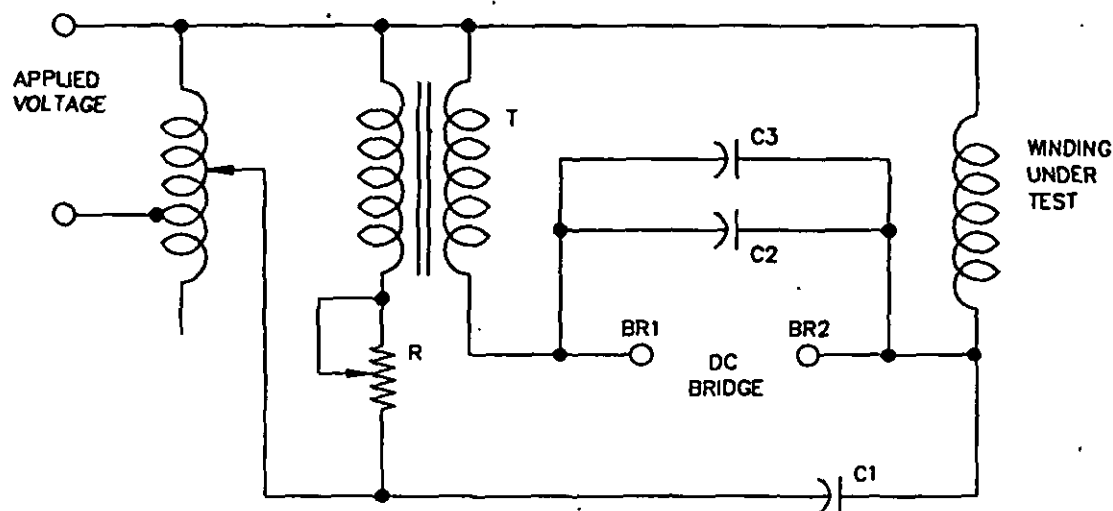 APPLIED
VOLTAGE
T
C3
C2
WINDING
UNDER
TEST
R
BR1
BR2
DC
BRIDGE
C1